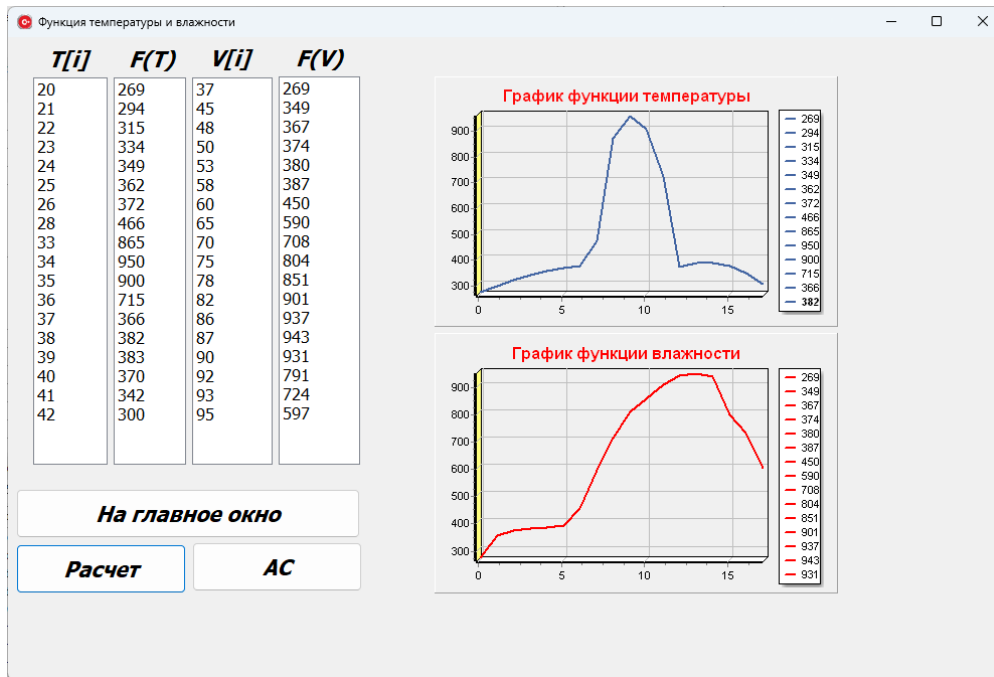 Функция температуры и влажности
T[i] F(T) V[i] F(V)
20 269 37 269
21 294 45 349
22 315 48 367
23 334 50 374
24 349 53 380
25 362 58 387
26 372 60 450
28 466 65 590
33 865 70 708
34 950 75 804
35 900 78 851
36 715 82 901
37 366 86 937
38 382 87 943
39 383 90 931
40 370 92 791
41 342 93 724
42 300 95 597
На главное окно
Расчет AC
График функции температуры
900
800
700
600
500
400
300
0 5 10 15
269
294
315
334
349
362
372
466
865
950
900
715
366
382
График функции влажности
900
800
700
600
500
400
300
0 5 10 15
269
349
367
374
380
387
450
590
708
804
851
901
937
943
931